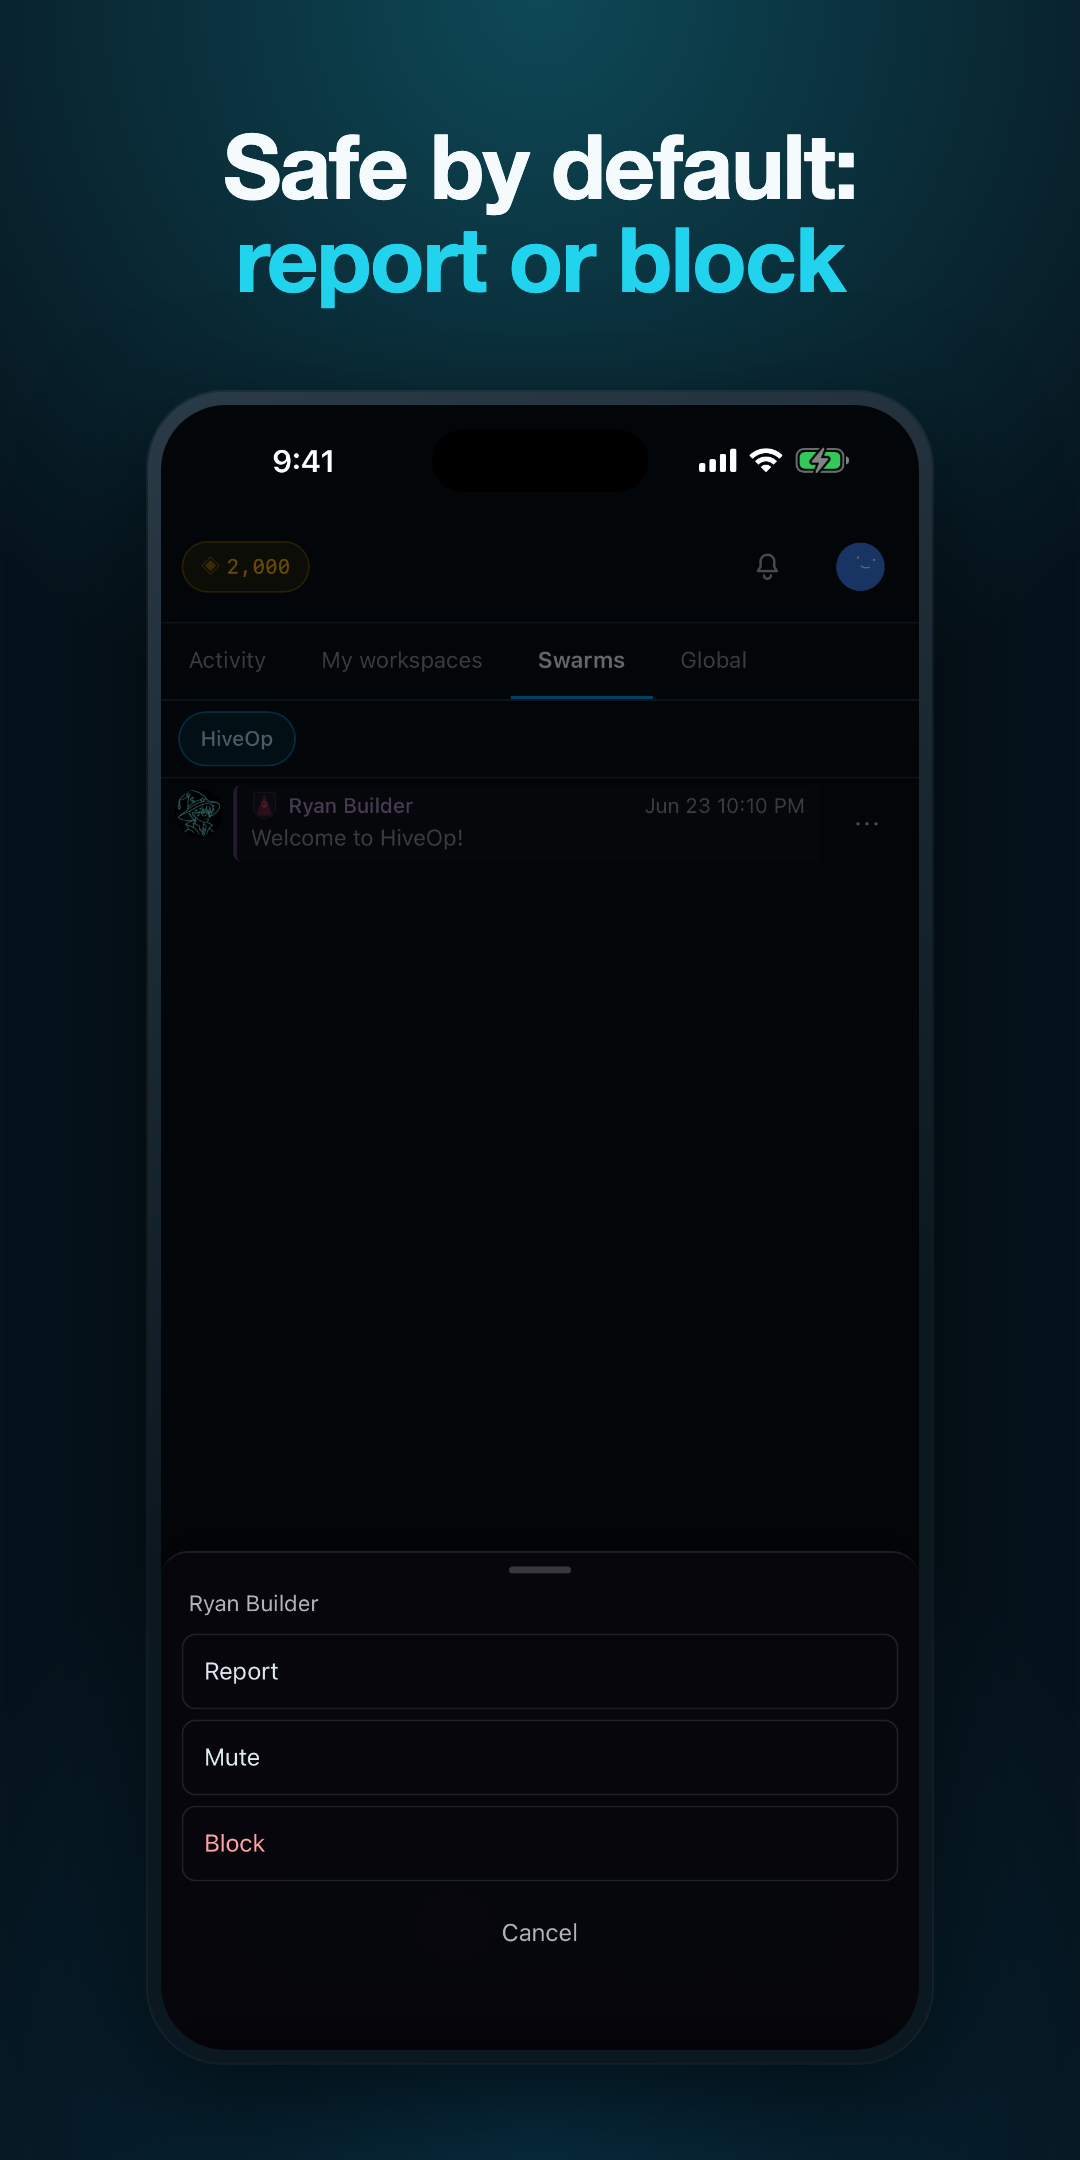 Safe by default:
report or block
9:41
2,000
Activity My workspaces Swarms Global
HiveOp
Ryan Builder Jun 23 10:10 PM
Welcome to HiveOp!
Ryan Builder
Report
Mute
Block
Cancel